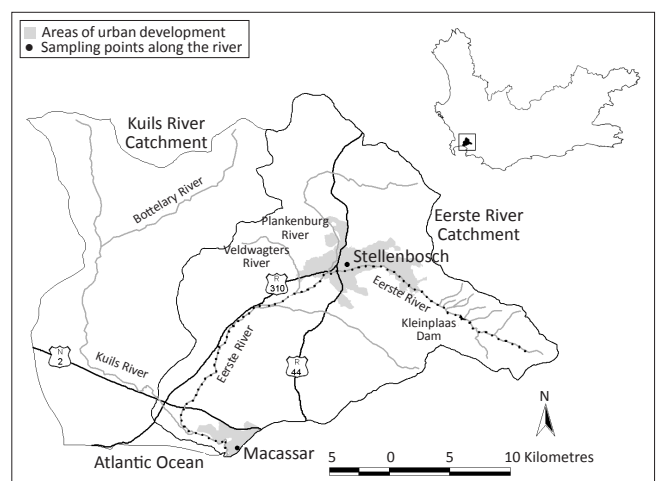 Areas of urban development
Sampling points along the river
Kuils River
Catchment
Bottelary River
Plankenburg
River
Eerste River
Catchment
Veldwagters
River
Stellenbosch
R
310
Eerste River
Kleinplaas
Dam
N
2
Kuils River
Eerste River
R
44
N
Atlantic Ocean
Macassar
5 0 5 10 Kilometres